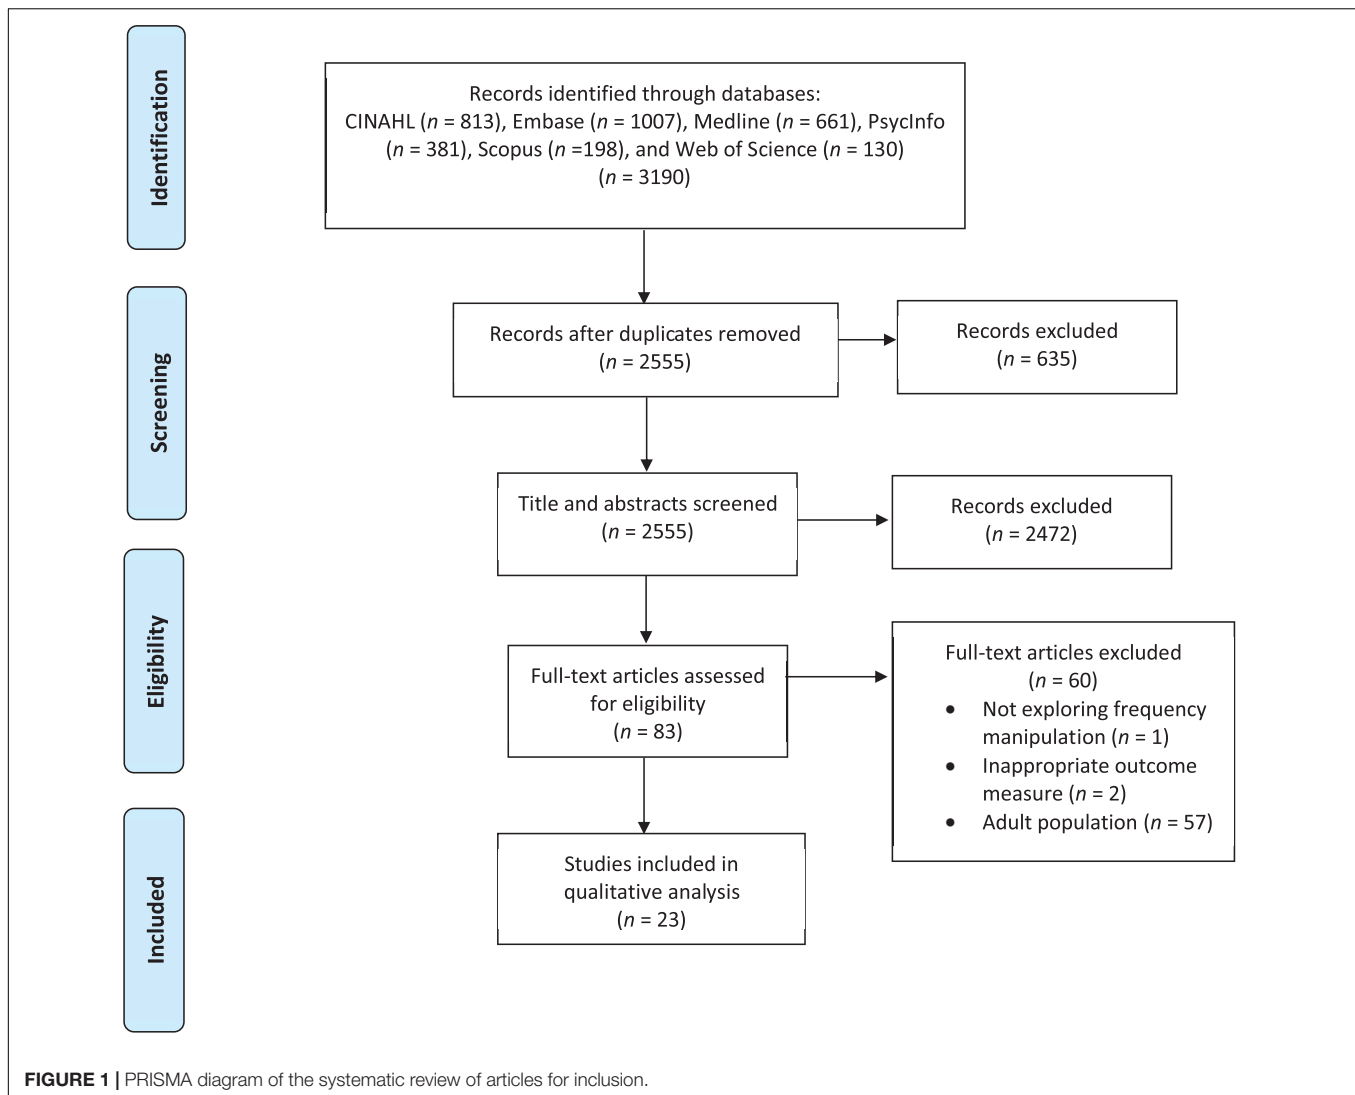 Identification
Records identified through databases:
CINAHL (n = 813), Embase (n = 1007), Medline (n = 661), PsycInfo
(n = 381), Scopus (n =198), and Web of Science (n = 130)
(n = 3190)
Screening
Records after duplicates removed
(n = 2555)
Records excluded
(n = 635)
Title and abstracts screened
(n = 2555)
Records excluded
(n = 2472)
Eligibility
Full-text articles assessed
for eligibility
(n = 83)
Full-text articles excluded
(n = 60)
• Not exploring frequency
manipulation (n = 1)
• Inappropriate outcome
measure (n = 2)
• Adult population (n = 57)
Included
Studies included in
qualitative analysis
(n = 23)
FIGURE 1 | PRISMA diagram of the systematic review of articles for inclusion.